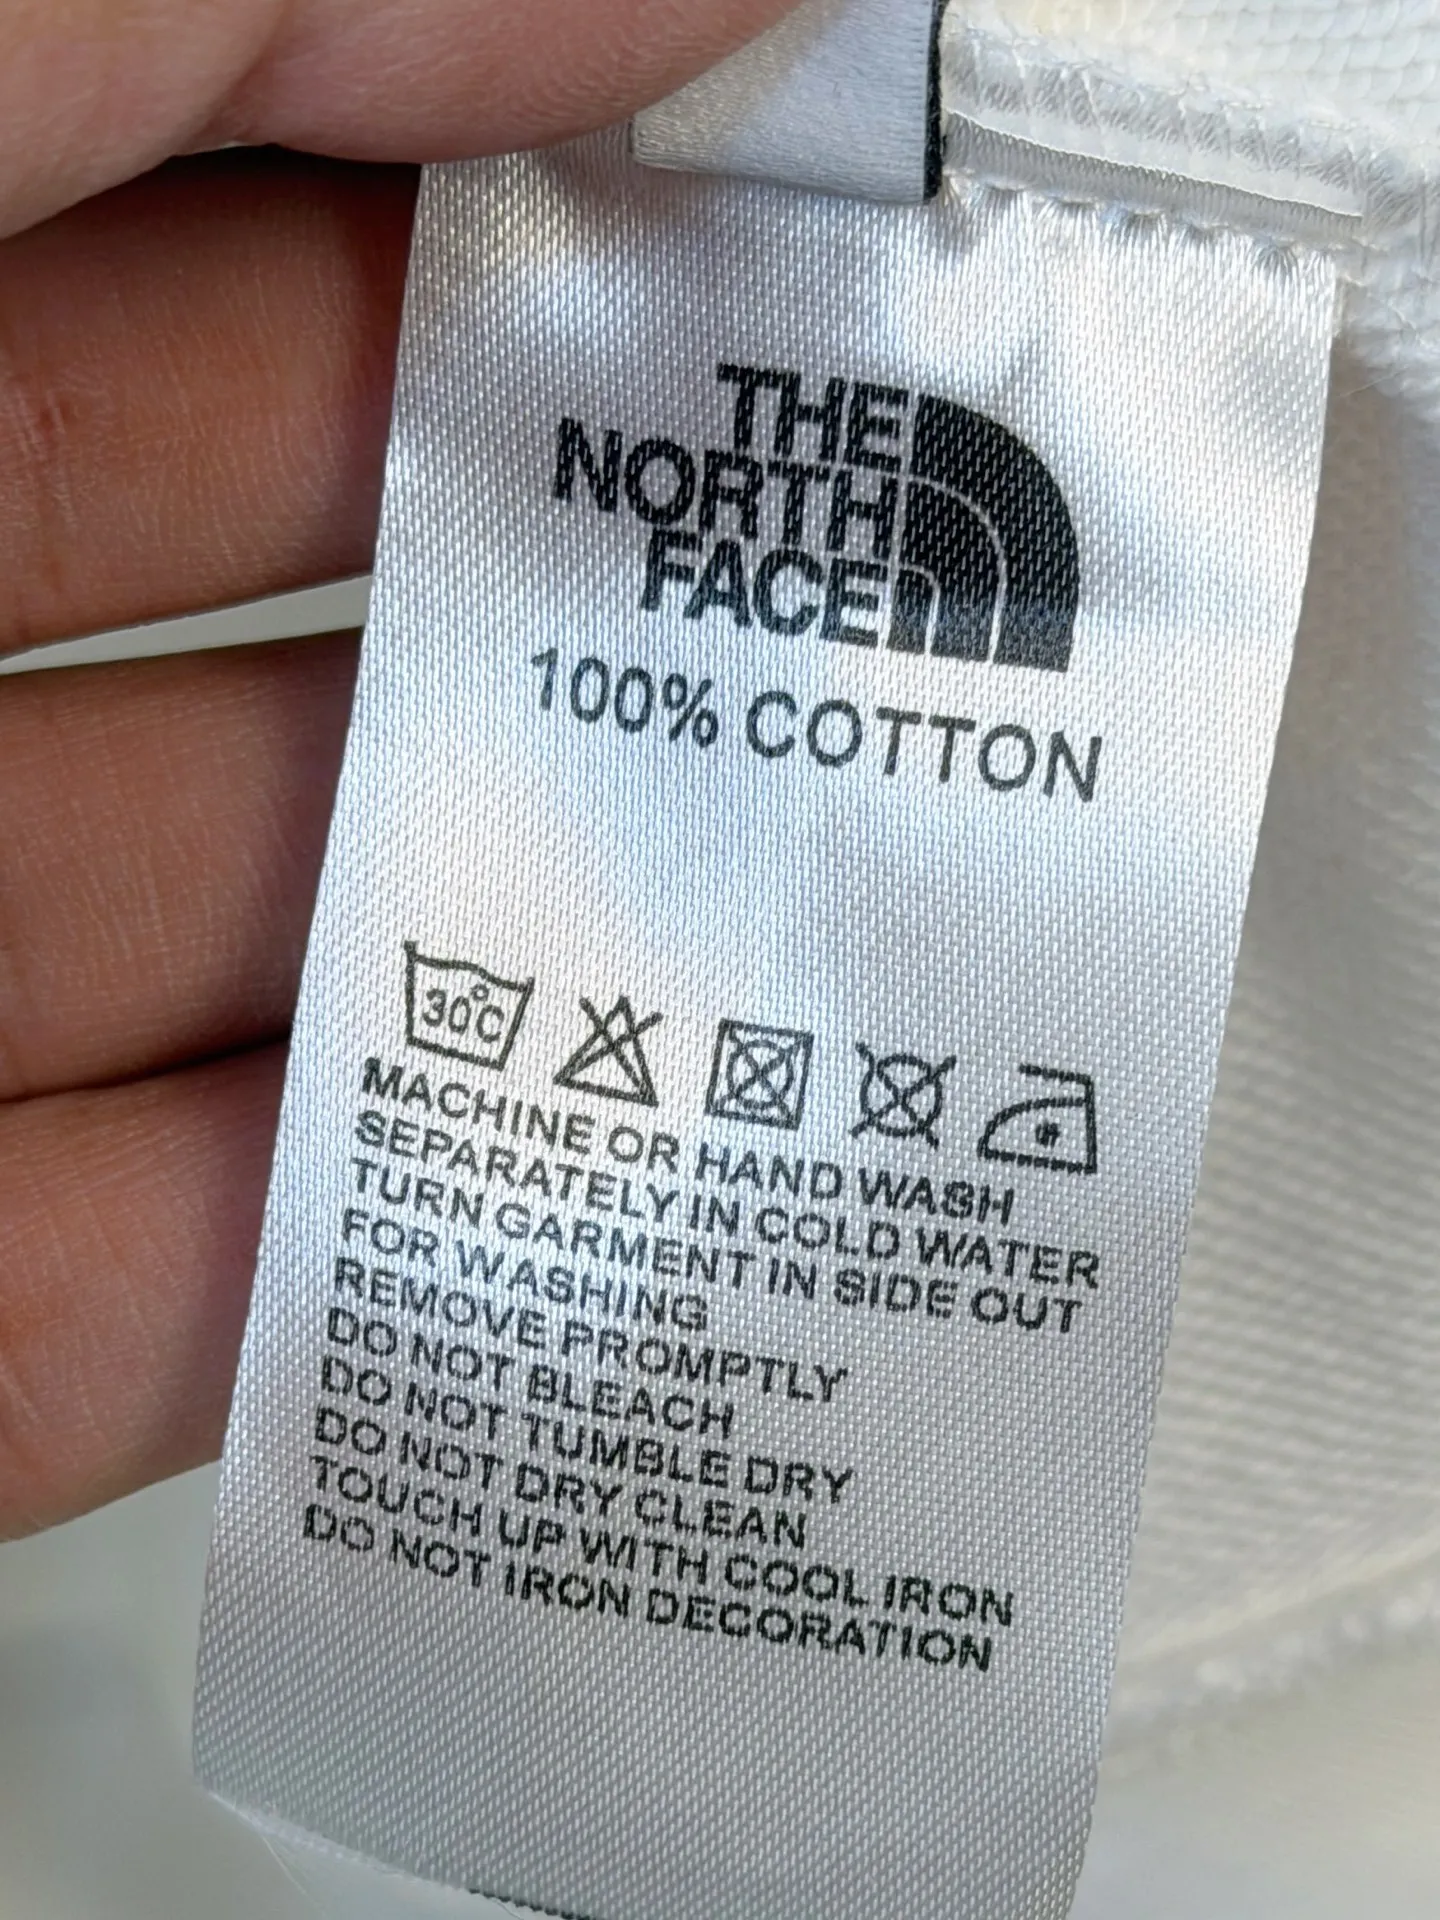 THE
NORTH
FACE
100% COTTON
30°C
MACHINE OR HAND WASH
SEPARATELY IN COLD WATER
TURN GARMENT IN SIDE OUT
FOR WASHING
REMOVE PROMPTLY
DO NOT BLEACH
DO NOT TUMBLE DRY
DO NOT DRY CLEAN
TOUCH UP WITH COOL IRON
DO NOT IRON DECORATION